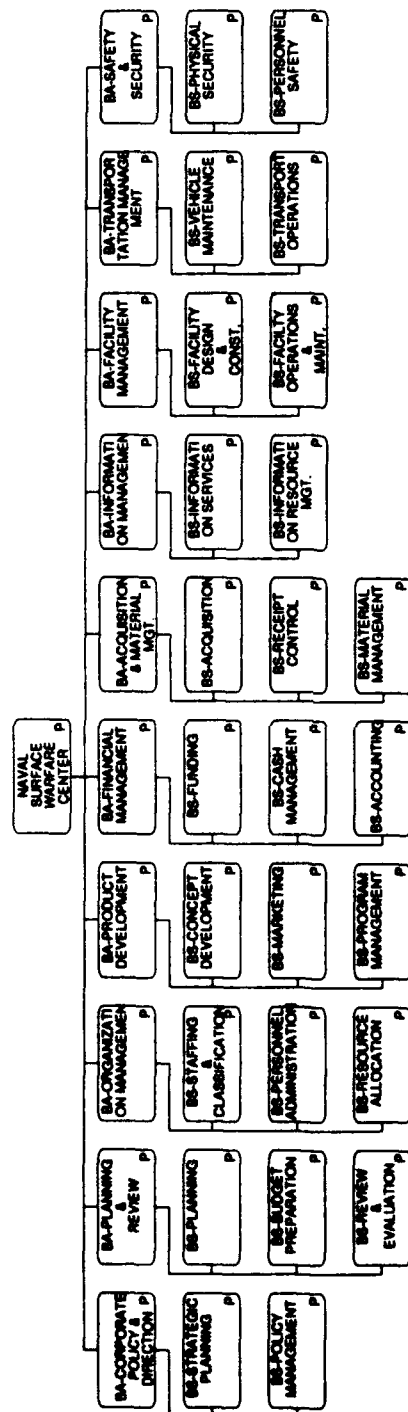 NAVAL
SURFACE
WARFARE
CENTER
P
BA-CORPORATE
POLICY &
DIRECTION
P
BS-STRATEGIC
PLANNING
P
BS-POLICY
MANAGEMENT
P
BA-PLANNING
&
REVIEW
P
BS-PLANNING
P
BS-BUDGET
PREPARATION
P
BS-REVIEW
&
EVALUATION
P
BA-ORGANIZATI
ON MANAGEMEN
P
BS-STAFFING
&
CLASSIFICATION
P
BS-PERSONNEL
ADMINISTRATION
P
BS-RESOURCE
ALLOCATION
P
BA-PRODUCT
DEVELOPMENT
P
BS-CONCEPT
DEVELOPMENT
P
BS-MARKETING
P
BS-PROGRAM
MANAGEMENT
P
BA-FINANCIAL
MANAGEMENT
P
BS-FUNDING
P
BS-CASH
MANAGEMENT
P
BS-ACCOUNTING
P
BA-ACQUISITION
& MATERIAL
MGT.
P
BS-ACQUISITION
P
BS-RECEIPT
CONTROL
P
BS-MATERIAL
MANAGEMENT
P
BA-INFORMATI
ON MANAGEMEN
P
BS-INFORMATI
ON SERVICES
P
BS-INFORMATI
ON RESOURCE
MGT.
P
BA-FACILITY
MANAGEMENT
P
BS-FACILITY
DESIGN
&
CONST.
P
BS-FACILTY
OPERATIONS
&
MAINT.
P
BA-TRANSPOR
TATION MANAGE
MENT
P
BS-VEHICLE
MAINTENANCE
P
BS-TRANSPORT
OPERATIONS
P
BA-SAFETY
&
SECURITY
P
BS-PHYSICAL
SECURITY
P
BS-PERSONNEL
SAFETY
P